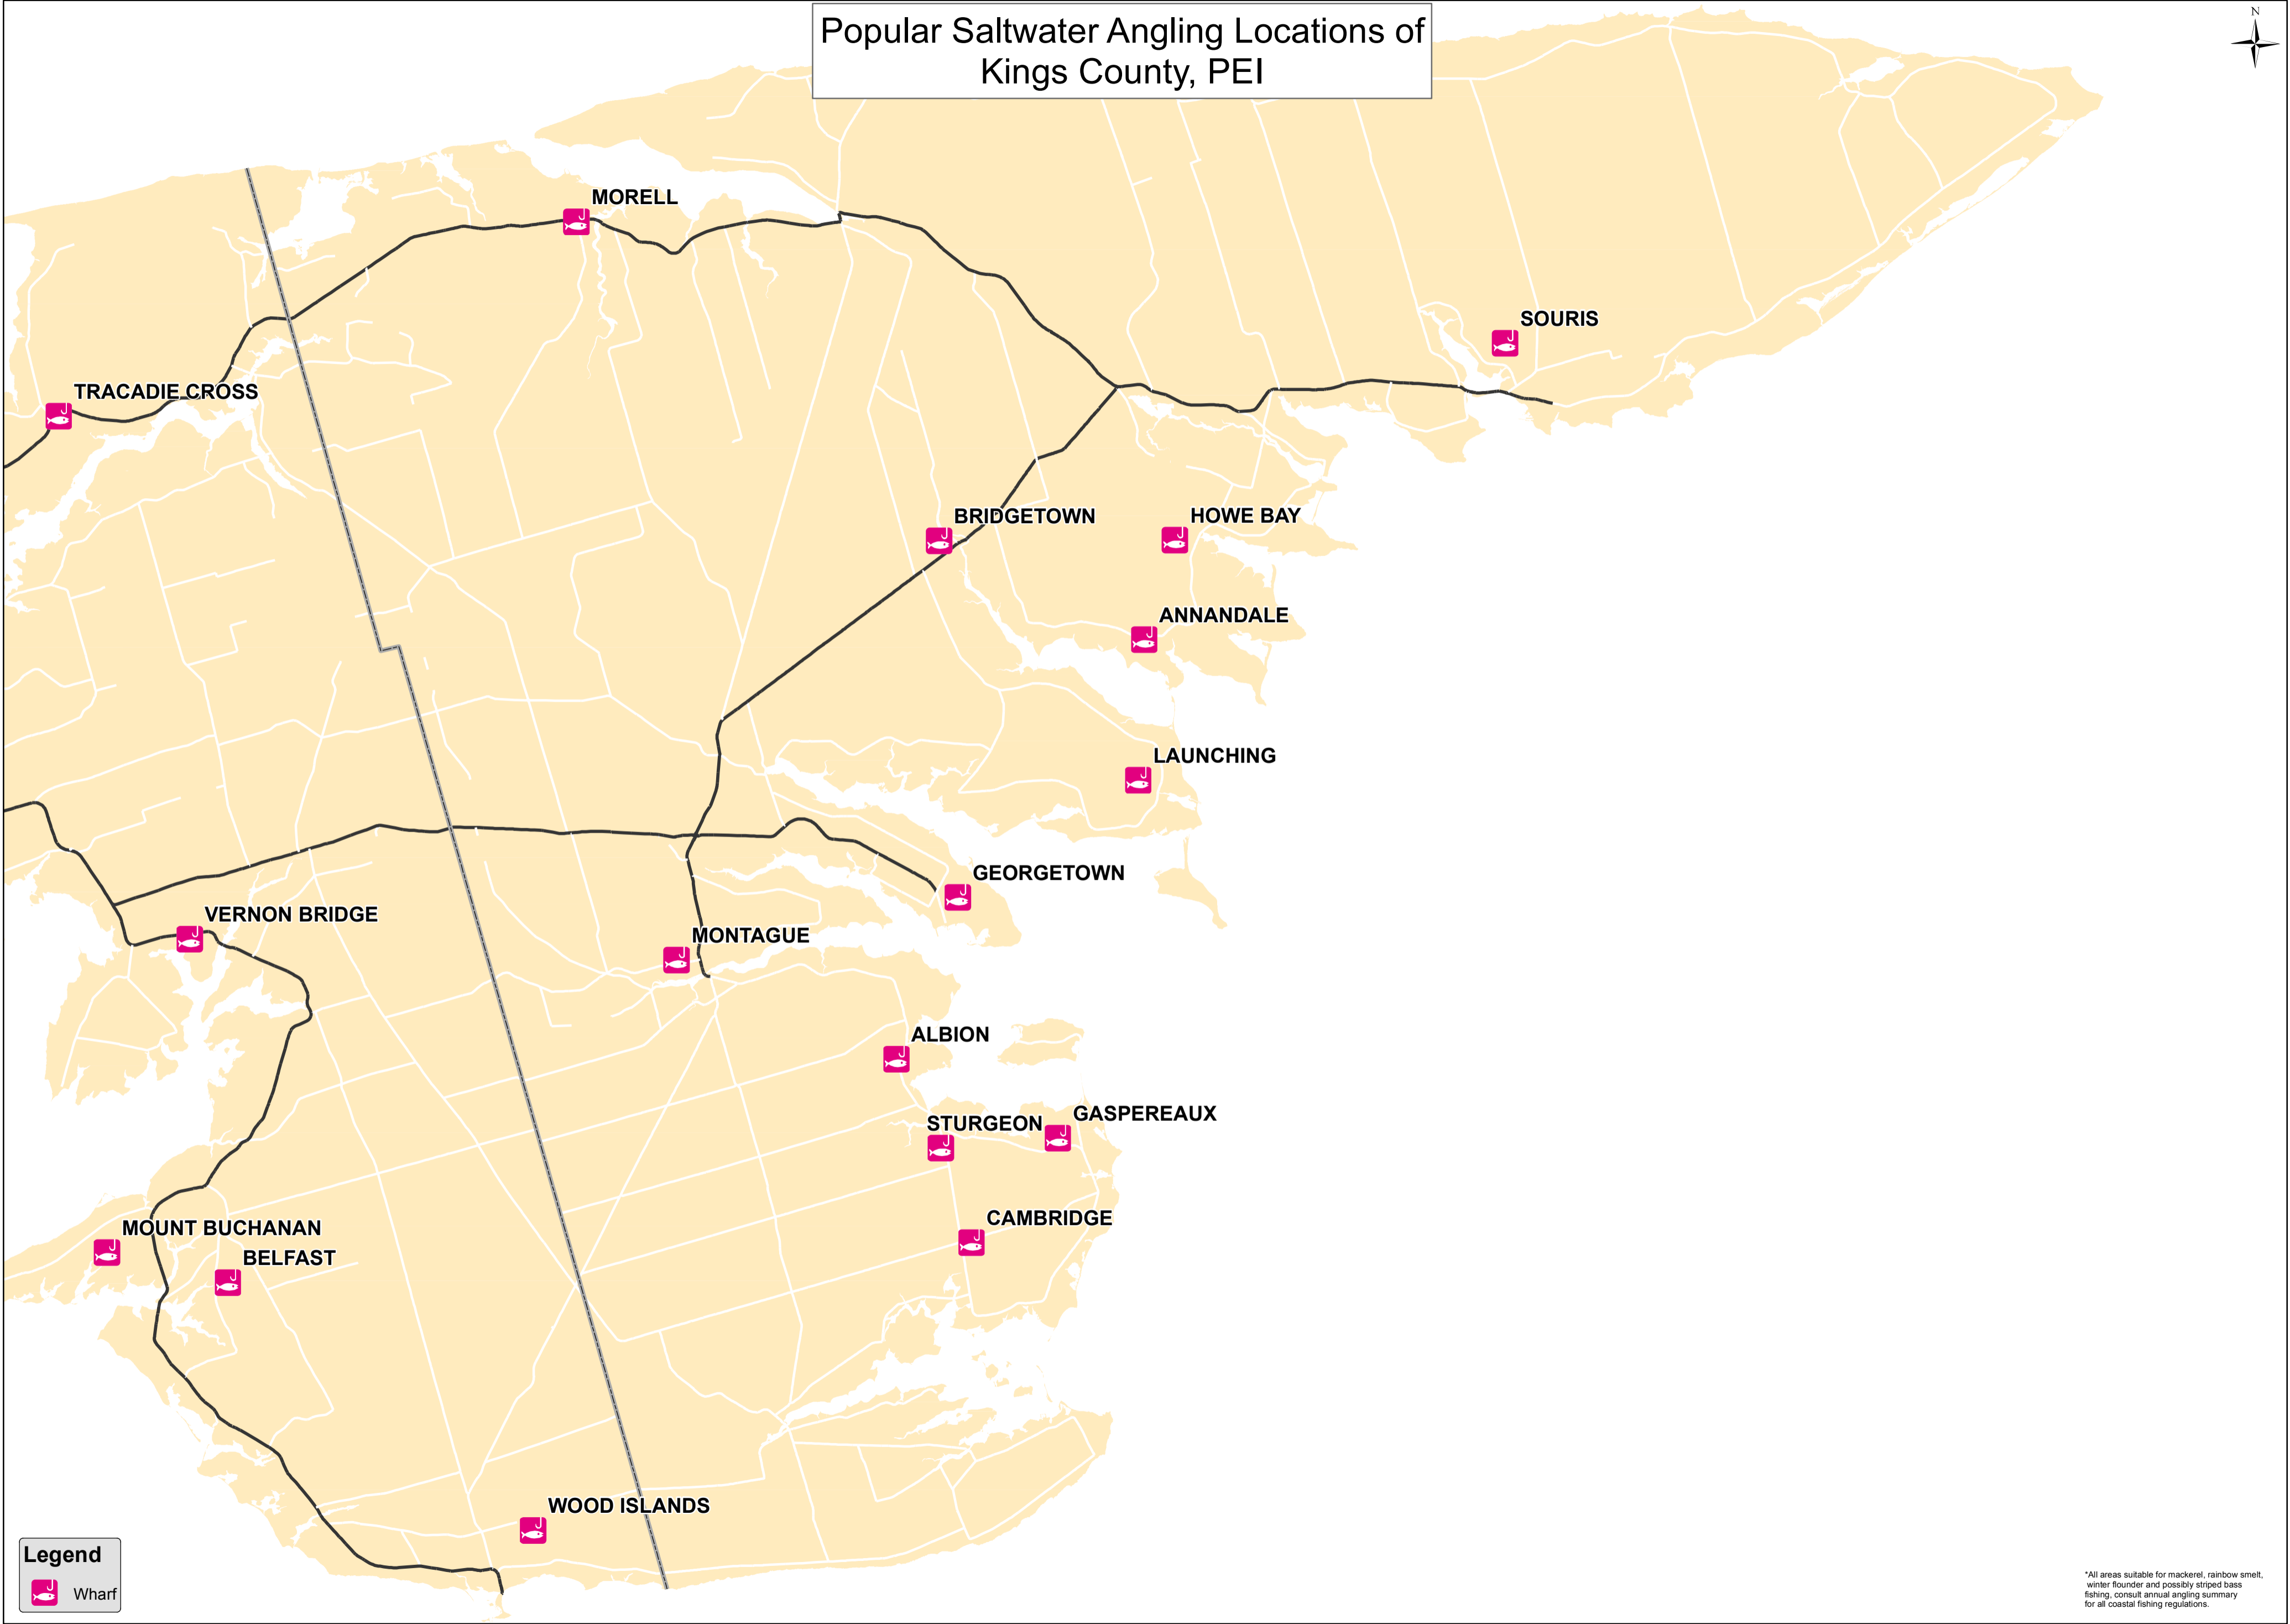 Popular Saltwater Angling Locations of
Kings County, PEI
N
MORELL
SOURIS
TRACADIE CROSS
BRIDGETOWN
HOWE BAY
ANNANDALE
LAUNCHING
GEORGETOWN
VERNON BRIDGE
MONTAGUE
ALBION
GASPEREAUX
STURGEON
CAMBRIDGE
MOUNT BUCHANAN
BELFAST
WOOD ISLANDS
Legend
Wharf
*All areas suitable for mackerel, rainbow smelt,
winter flounder and possibly striped bass
fishing, consult annual angling summary
for all coastal fishing regulations.